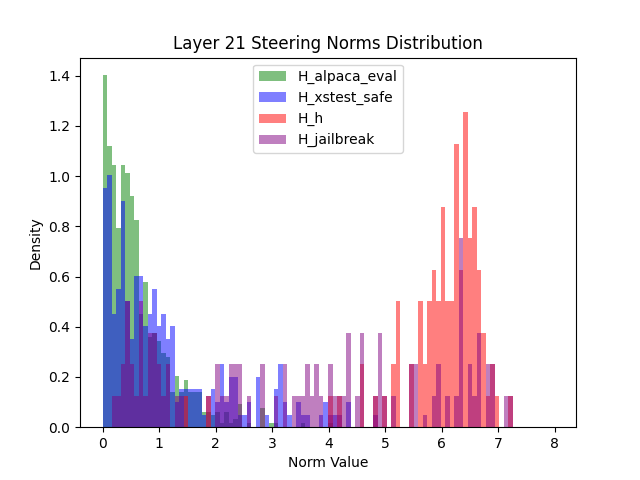 Layer 21 Steering Norms Distribution
H_alpaca_eval
H_xstest_safe
H_h
H_jailbreak
Density
1.4
1.2
1.0
0.8
0.6
0.4
0.2
0.0
0 1 2 3 4 5 6 7 8
Norm Value